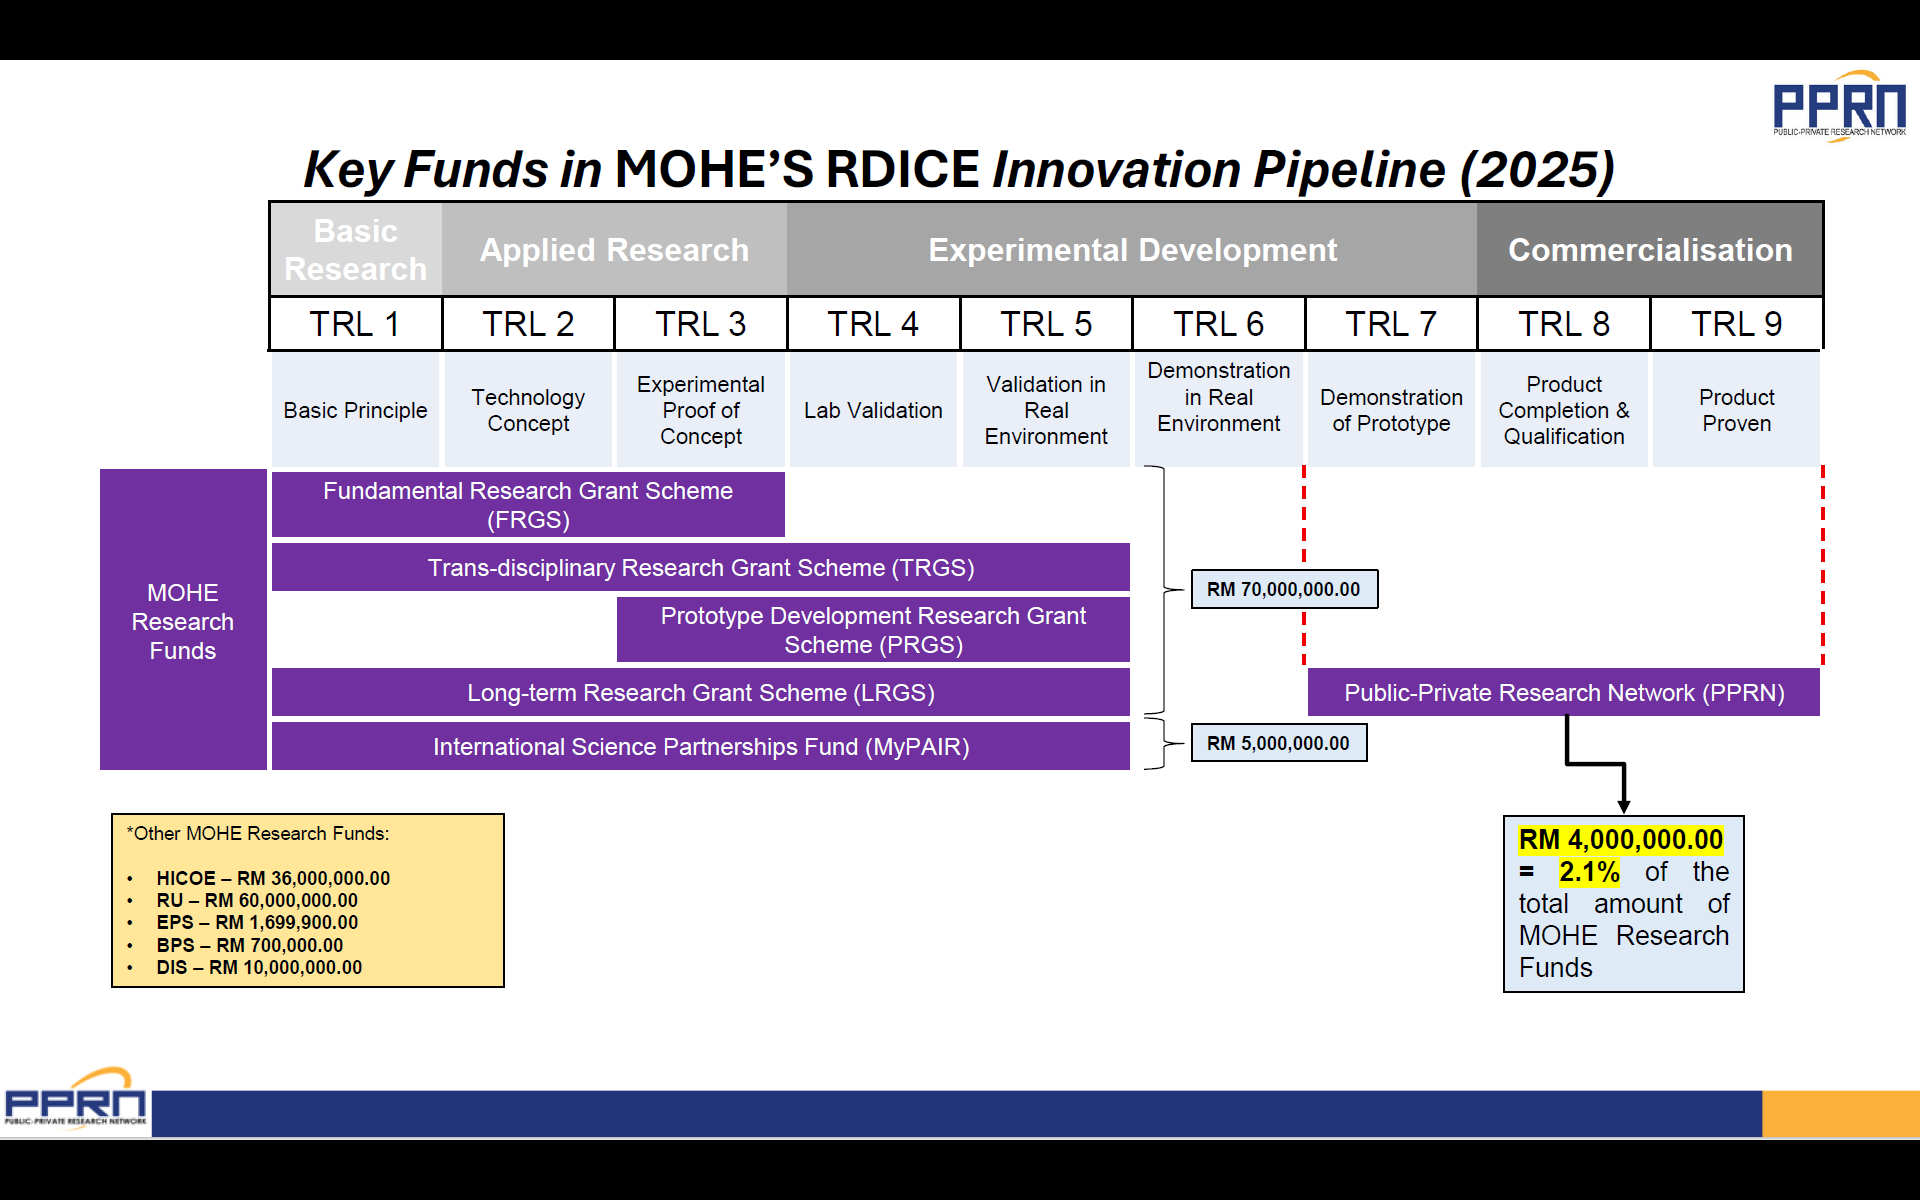 PPRN
PUBLIC-PRIVATE RESEARCH NETWORK
Key Funds in MOHE’S RDICE Innovation Pipeline (2025)
Basic
Research
Applied Research
Experimental Development
Commercialisation
TRL 1
TRL 2
TRL 3
TRL 4
TRL 5
TRL 6
TRL 7
TRL 8
TRL 9
Basic Principle
Technology
Concept
Experimental
Proof of
Concept
Lab Validation
Validation in
Real
Environment
Demonstration
in Real
Environment
Demonstration
of Prototype
Product
Completion &
Qualification
Product
Proven
MOHE
Research
Funds
Fundamental Research Grant Scheme
(FRGS)
Trans-disciplinary Research Grant Scheme (TRGS)
Prototype Development Research Grant
Scheme (PRGS)
Long-term Research Grant Scheme (LRGS)
International Science Partnerships Fund (MyPAIR)
RM 70,000,000.00
RM 5,000,000.00
Public-Private Research Network (PPRN)
RM 4,000,000.00
= 2.1% of the
total amount of
MOHE Research
Funds
*Other MOHE Research Funds:
• HICOE – RM 36,000,000.00
• RU – RM 60,000,000.00
• EPS – RM 1,699,900.00
• BPS – RM 700,000.00
• DIS – RM 10,000,000.00
PPRN
PUBLIC-PRIVATE RESEARCH NETWORK